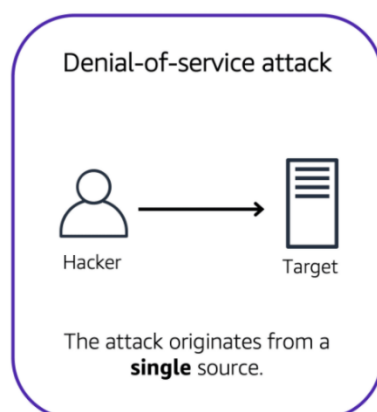 Denial-of-service attack
Hacker
Target
The attack originates from a
single source.